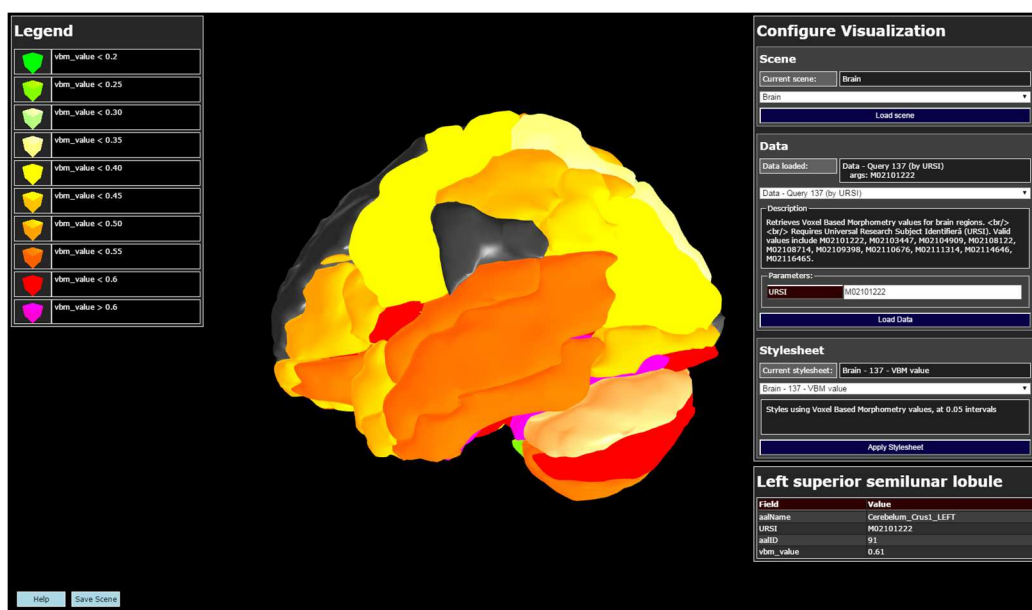 Legend
vbm_value < 0.2
vbm_value < 0.25
vbm_value < 0.30
vbm_value < 0.35
vbm_value < 0.40
vbm_value < 0.45
vbm_value < 0.50
vbm_value < 0.55
vbm_value < 0.6
vbm_value > 0.6
Help
Save Scene
Configure Visualization
Scene
Current scene: Brain
Brain
Load scene
Data
Data loaded: Data - Query 137 (by URSI)
args: M02101222
Data - Query 137 (by URSI)
Description
Retrieves Voxel Based Morphometry values for brain regions. <br/>
<br/> Requires Universal Research Subject Identifierá (URSI). Valid
values include M02101222, M02103447, M02104909, M02108122,
M02108714, M02109398, M02110676, M02111314, M02114646,
M02116465.
Parameters:
URSI M02101222
Load Data
Stylesheet
Current stylesheet: Brain - 137 - VBM value
Brain - 137 - VBM value
Styles using Voxel Based Morphometry values, at 0.05 intervals
Apply Stylesheet
Left superior semilunar lobule
Field Value
aalName Cerebelum_Crus1_LEFT
URSI M02101222
aalID 91
vbm_value 0.61